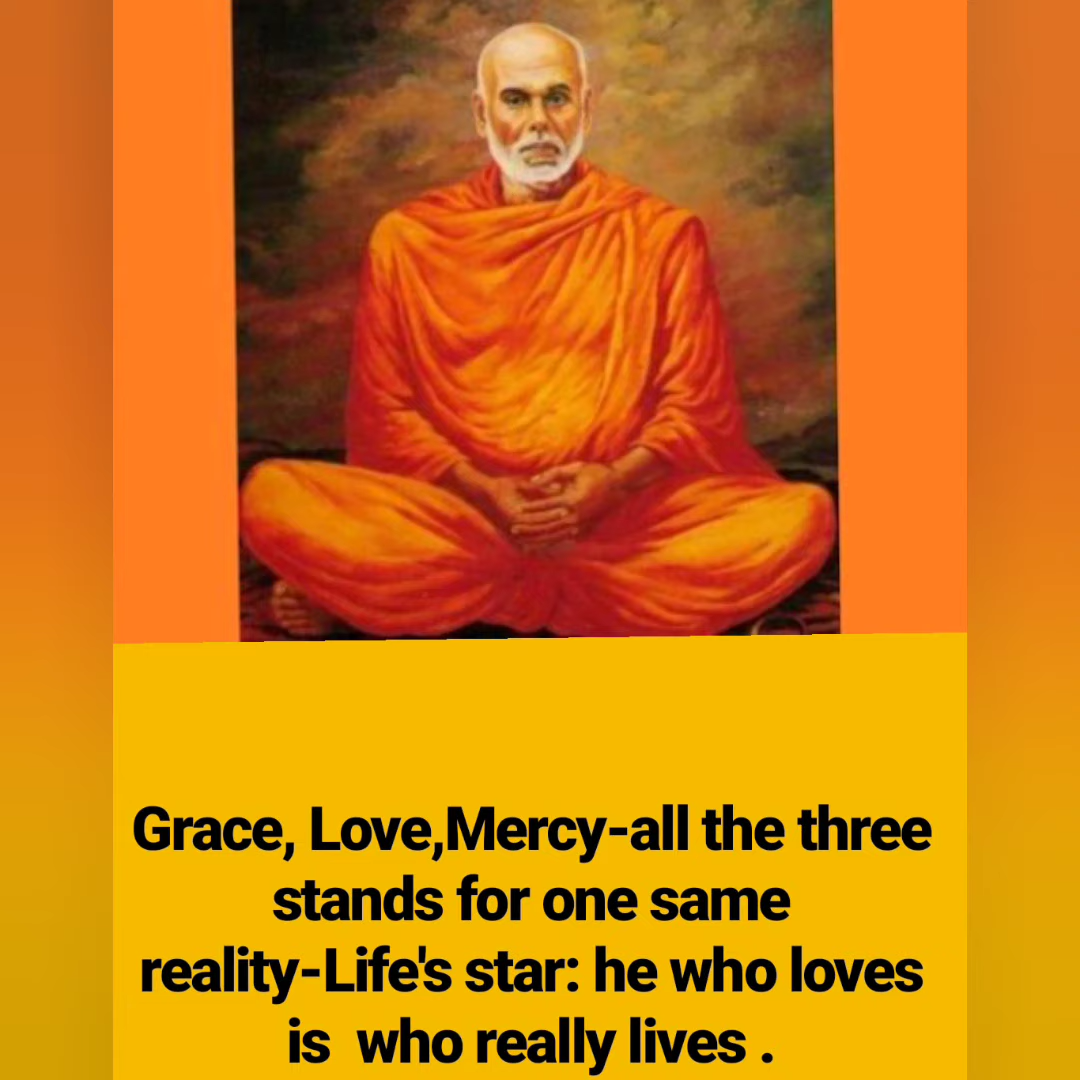 Grace, Love,Mercy-all the three
stands for one same
reality-Life's star: he who loves
is  who really lives .